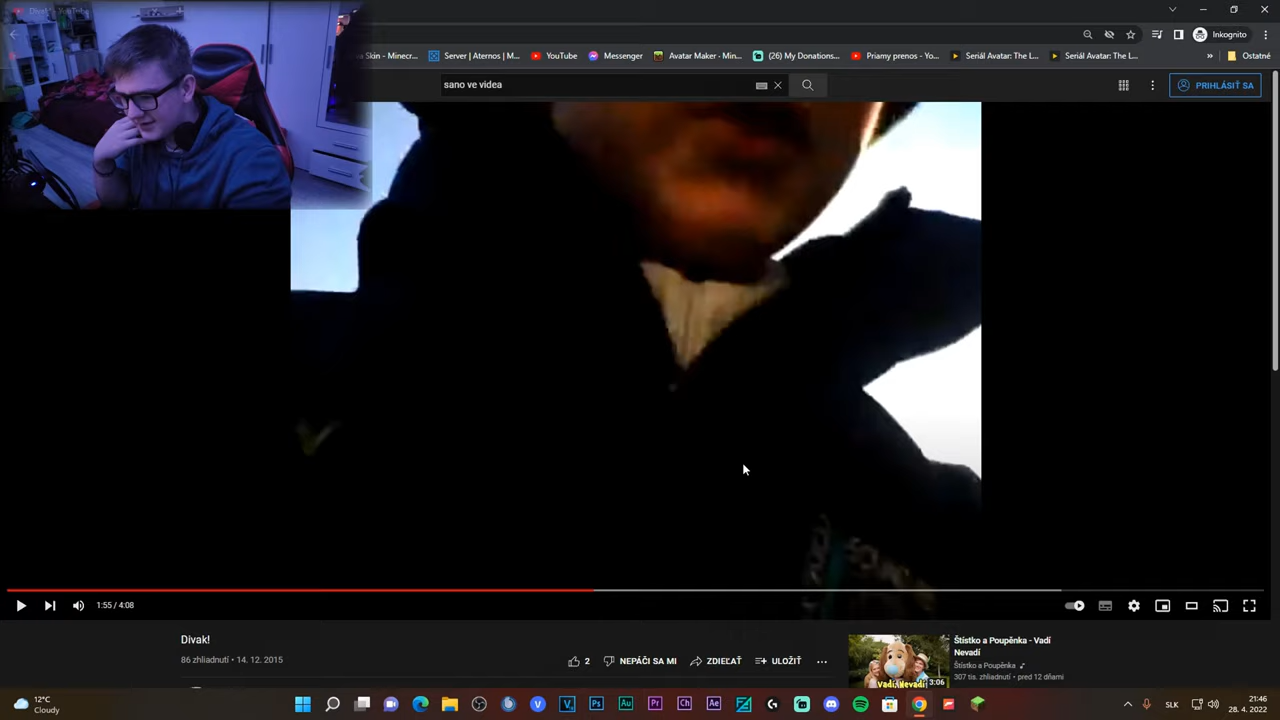 Inkognito
va Skin - Minecr...
Server | Aternos | M...
YouTube
Messenger
Avatar Maker - Min...
(26) My Donations...
Priamy prenos - Yo...
Seriál Avatar: The L...
Seriál Avatar: The L...
»
Ostatné
sano ve videa
PRIHLÁSIŤ SA
1:55 / 4:08
Divak!
86 zhliadnutí • 14. 12. 2015
2
NEPÁČI SA MI
ZDIEĽAŤ
ULOŽIŤ
Štístko a Poupěnka - Vadí
Nevadí
Štístko a Poupěnka
307 tis. zhliadnutí • pred 12 dňami
Vadí, Nevadí
3:06
12°C
Cloudy
SLK
21:46
28. 4. 2022